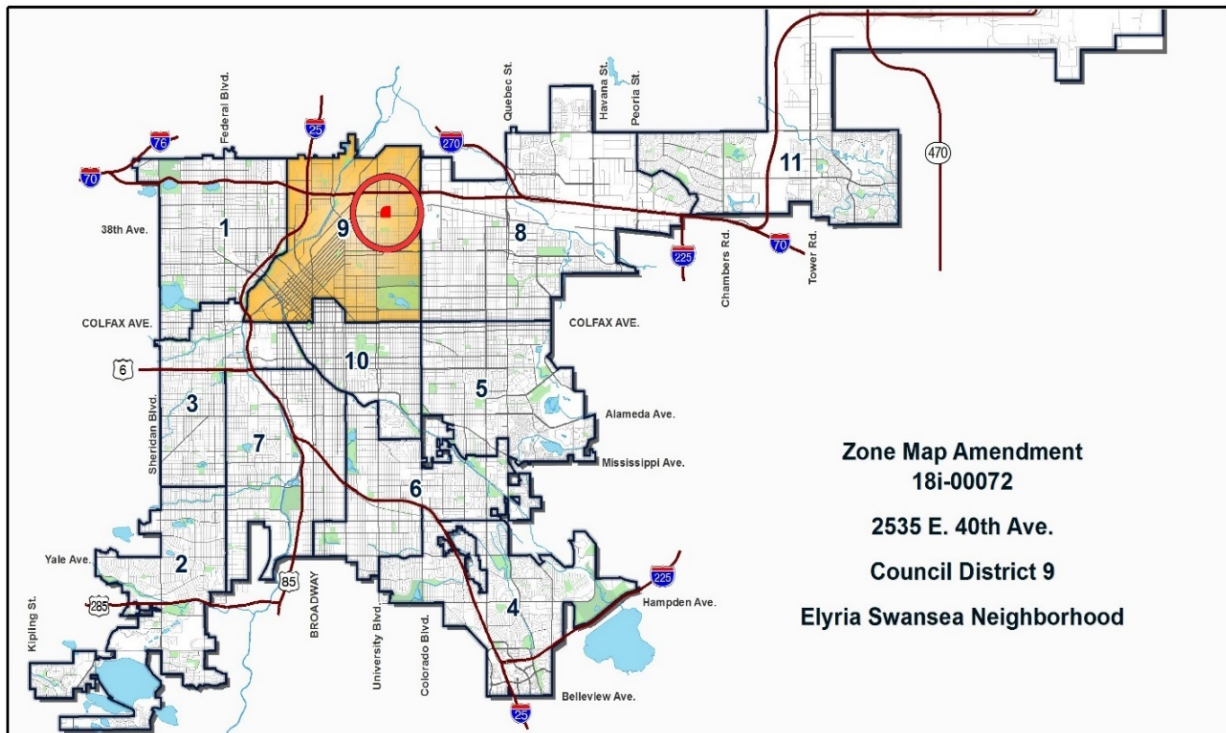 Federal Blvd.
Quebec St.
Havana St.
Peoria St.
76
25
270
70
470
11
1
9
8
38th Ave.
225
Chambers Rd.
70
Tower Rd.
COLFAX AVE.
COLFAX AVE.
10
6
5
3
Sheridan Blvd.
Alameda Ave.
7
Mississippi Ave.
6
Zone Map Amendment
18i-00072
2535 E. 40th Ave.
Council District 9
Elyria Swansea Neighborhood
Yale Ave.
2
85
BROADWAY
University Blvd.
Colorado Blvd.
4
225
Hampden Ave.
285
Kipling St.
Belleview Ave.
25